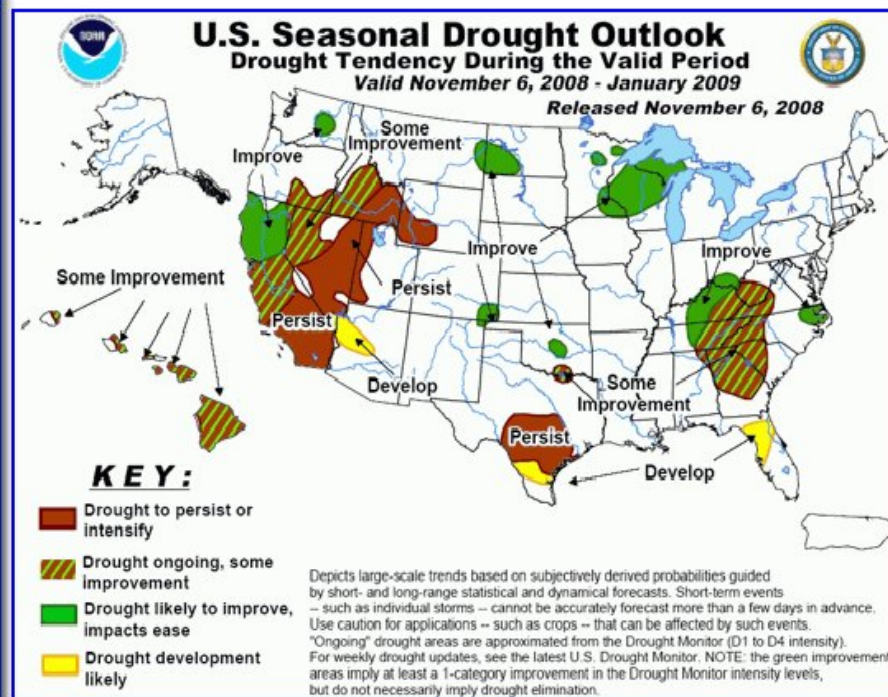 NOAA
U.S. Seasonal Drought Outlook
Drought Tendency During the Valid Period
Valid November 6, 2008 - January 2009
Released November 6, 2008
Improve
Some
Improvement
Some Improvement
Improve
Improve
Persist
Persist
Develop
Some
Improvement
Persist
Develop
KEY:
Drought to persist or
intensify
Drought ongoing, some
improvement
Drought likely to improve,
impacts ease
Drought development
likely
Depicts large-scale trends based on subjectively derived probabilities guided
by short- and long-range statistical and dynamical forecasts. Short-term events
-- such as individual storms -- cannot be accurately forecast more than a few days in advance.
Use caution for applications -- such as crops -- that can be affected by such events.
"Ongoing" drought areas are approximated from the Drought Monitor (D1 to D4 intensity).
For weekly drought updates, see the latest U.S. Drought Monitor. NOTE: the green improvement
areas imply at least a 1-category improvement in the Drought Monitor intensity levels,
but do not necessarily imply drought elimination.